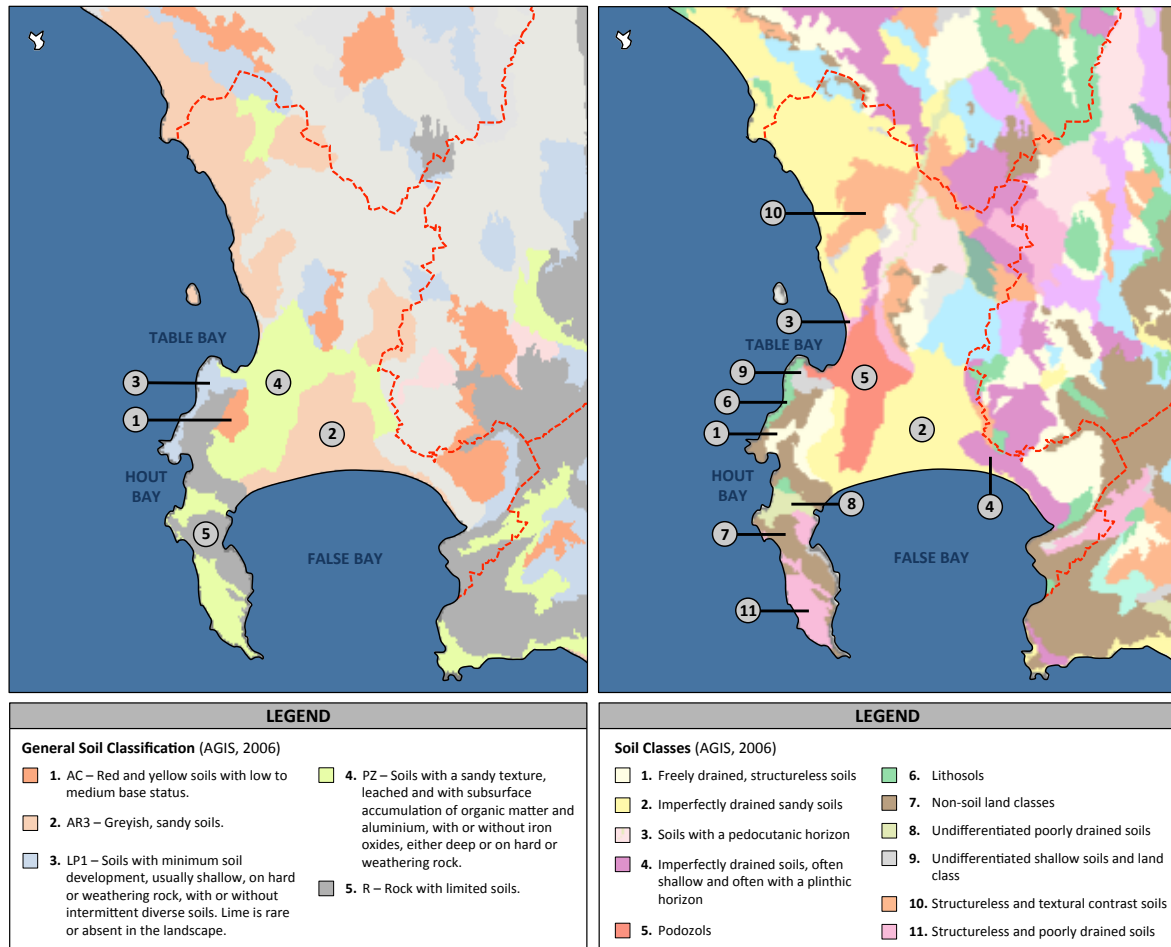 3
1
4
2
5
TABLE BAY
HOUT
BAY
FALSE BAY
10
3
TABLE BAY
9
5
6
1
2
HOUT
BAY
8
4
7
FALSE BAY
11
LEGEND
General Soil Classification (AGIS, 2006)
1. AC – Red and yellow soils with low to
medium base status.
2. AR3 – Greyish, sandy soils.
3. LP1 – Soils with minimum soil
development, usually shallow, on hard
or weathering rock, with or without
intermittent diverse soils. Lime is rare
or absent in the landscape.
4. PZ – Soils with a sandy texture,
leached and with subsurface
accumulation of organic matter and
aluminium, with or without iron
oxides, either deep or on hard or
weathering rock.
5. R – Rock with limited soils.
LEGEND
Soil Classes (AGIS, 2006)
1. Freely drained, structureless soils
2. Imperfectly drained sandy soils
3. Soils with a pedocutanic horizon
4. Imperfectly drained soils, often
shallow and often with a plinthic
horizon
5. Podozols
6. Lithosols
7. Non-soil land classes
8. Undifferentiated poorly drained soils
9. Undifferentiated shallow soils and land
class
10. Structureless and textural contrast soils
11. Structureless and poorly drained soils